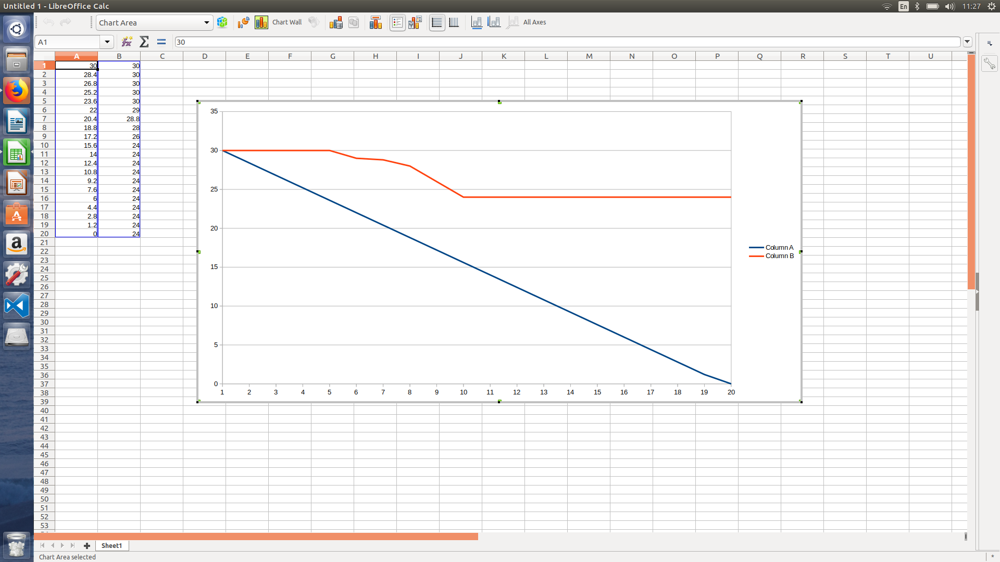 Untitled 1 - LibreOffice Calc
En
11:27
Chart Area
Chart Wall
All Axes
A1
30
A B C D E F G H I J K L M N O P Q R S T U
1 30 30
2 28.4 30
3 26.8 30
4 25.2 30
5 23.6 30
6 22 29
7 20.4 28.8
8 18.8 28
9 17.2 26
10 15.6 24
11 14 24
12 12.4 24
13 10.8 24
14 9.2 24
15 7.6 24
16 6 24
17 4.4 24
18 2.8 24
19 1.2 24
20 0 24
21
22
23
24
25
26
27
28
29
30
31
32
33
34
35
36
37
38
39
40
41
42
43
44
45
46
47
48
49
50
51
52
53
35
30
25
20
15
10
5
0
1 2 3 4 5 6 7 8 9 10 11 12 13 14 15 16 17 18 19 20
Column A
Column B
Sheet1
Chart Area selected
*